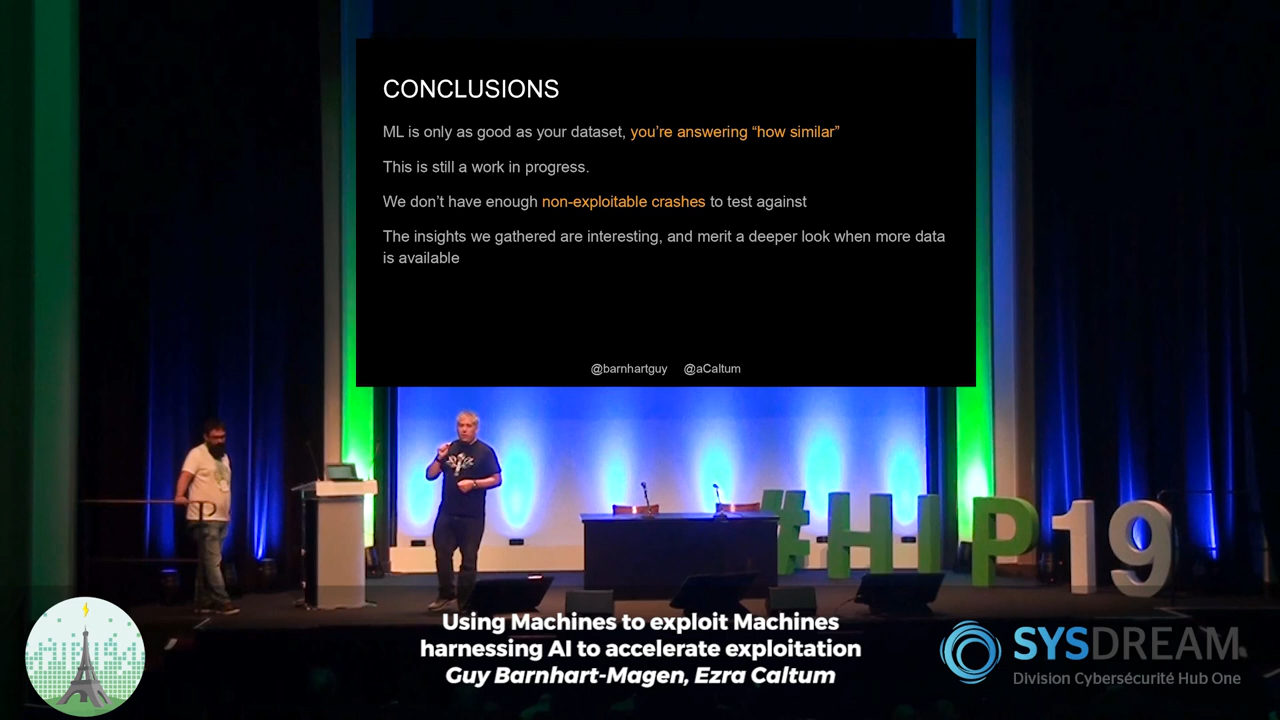 CONCLUSIONS
ML is only as good as your dataset, you’re answering “how similar”
This is still a work in progress.
We don’t have enough non-exploitable crashes to test against
The insights we gathered are interesting, and merit a deeper look when more data
is available
@barnhartguy @aCaltum
#HIP19
Using Machines to exploit Machines
harnessing AI to accelerate exploitation
Guy Barnhart-Magen, Ezra Caltum
SYSDREAM
Division Cybersécurité Hub One